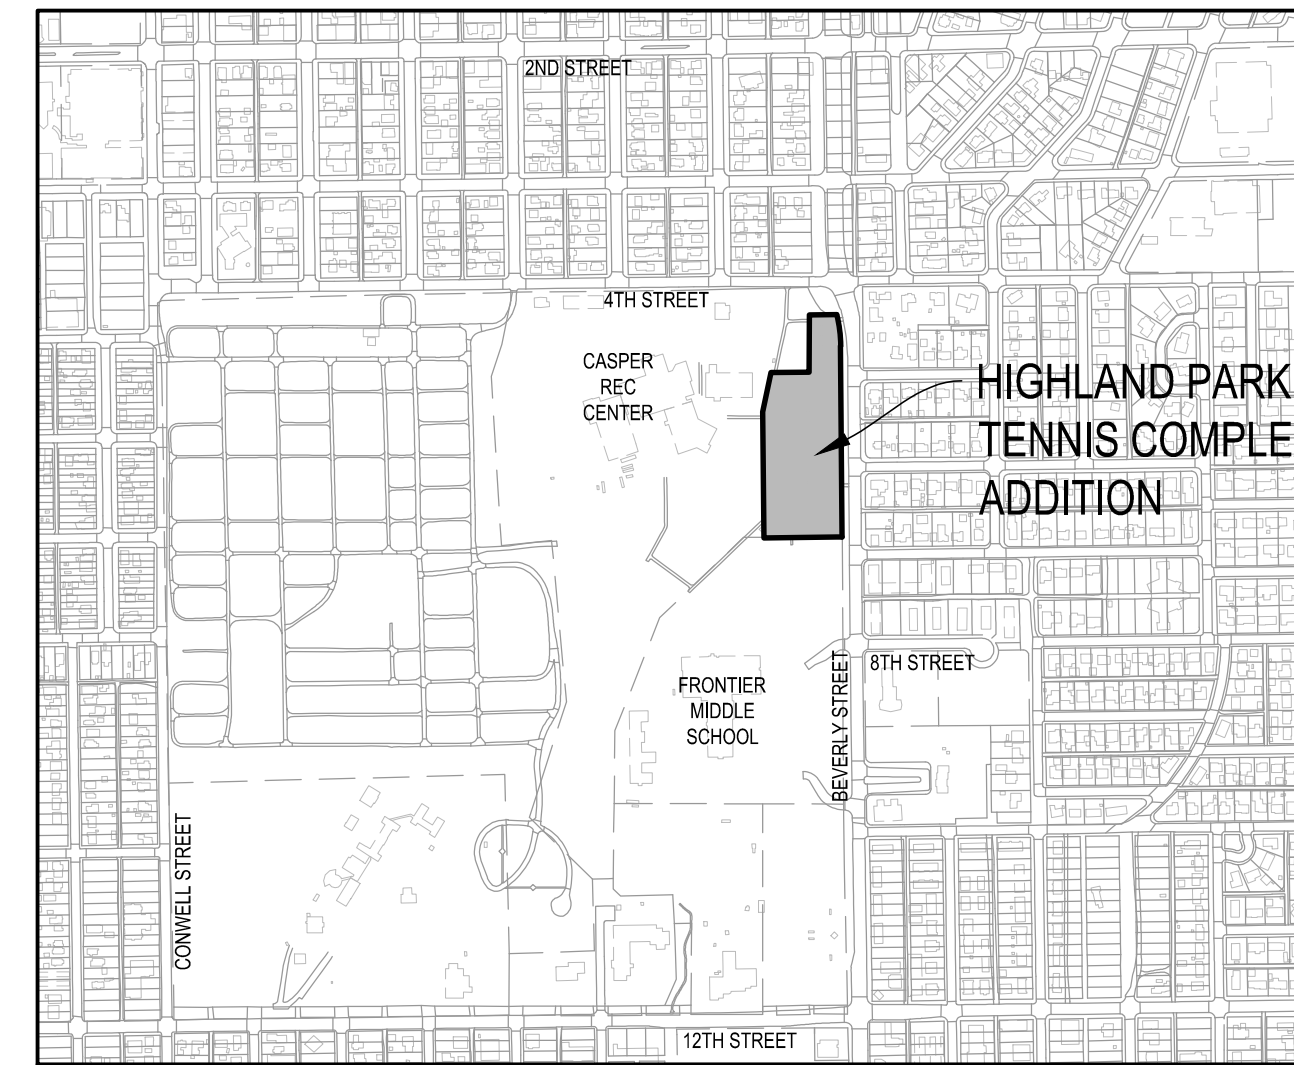 2ND STREET
4TH STREET
CASPER
REC
CENTER
HIGHLAND PARK
TENNIS COMPLE
ADDITION
8TH STREET
FRONTIER
MIDDLE
SCHOOL
BEVERLY STREET
CONWELL STREET
12TH STREET